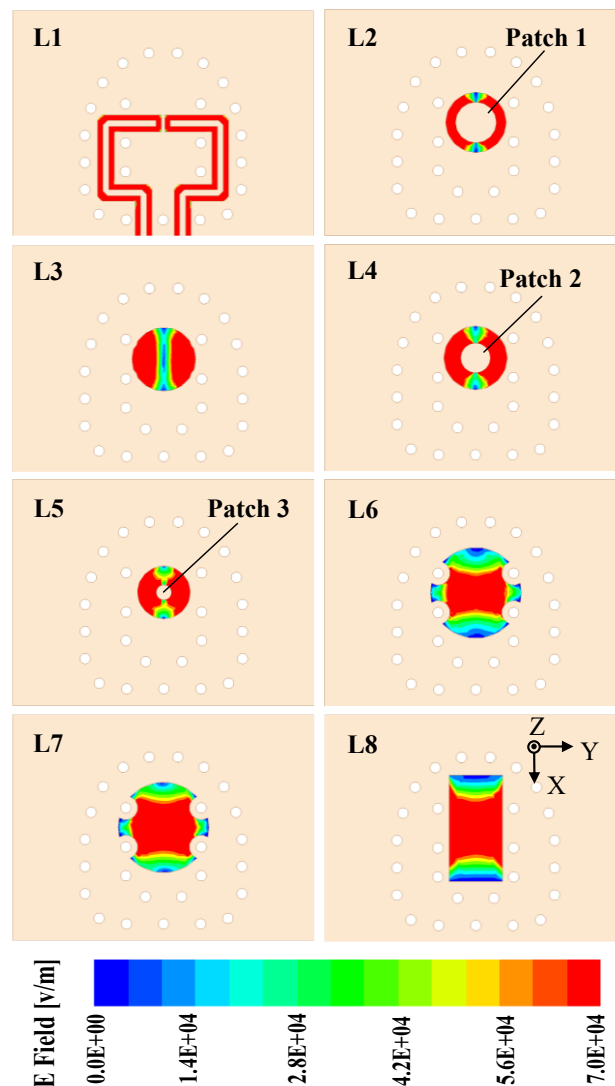 L1
L2
Patch 1
L3
L4
Patch 2
L5
Patch 3
L6
L7
L8
Z
Y
X
E Field [v/m]
0.0E+00
1.4E+04
2.8E+04
4.2E+04
5.6E+04
7.0E+04